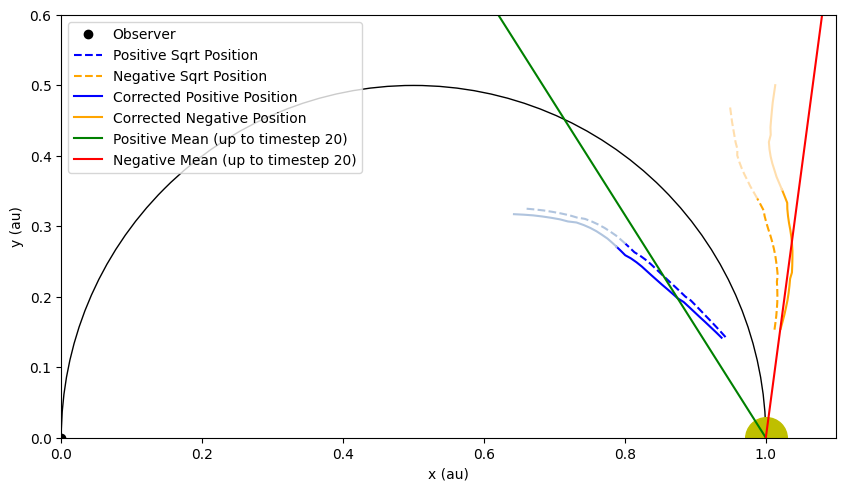 0.6
0.5
0.4
0.3
0.2
0.1
0.0
y (au)
Observer
Positive Sqrt Position
Negative Sqrt Position
Corrected Positive Position
Corrected Negative Position
Positive Mean (up to timestep 20)
Negative Mean (up to timestep 20)
0.0 0.2 0.4 0.6 0.8 1.0
x (au)